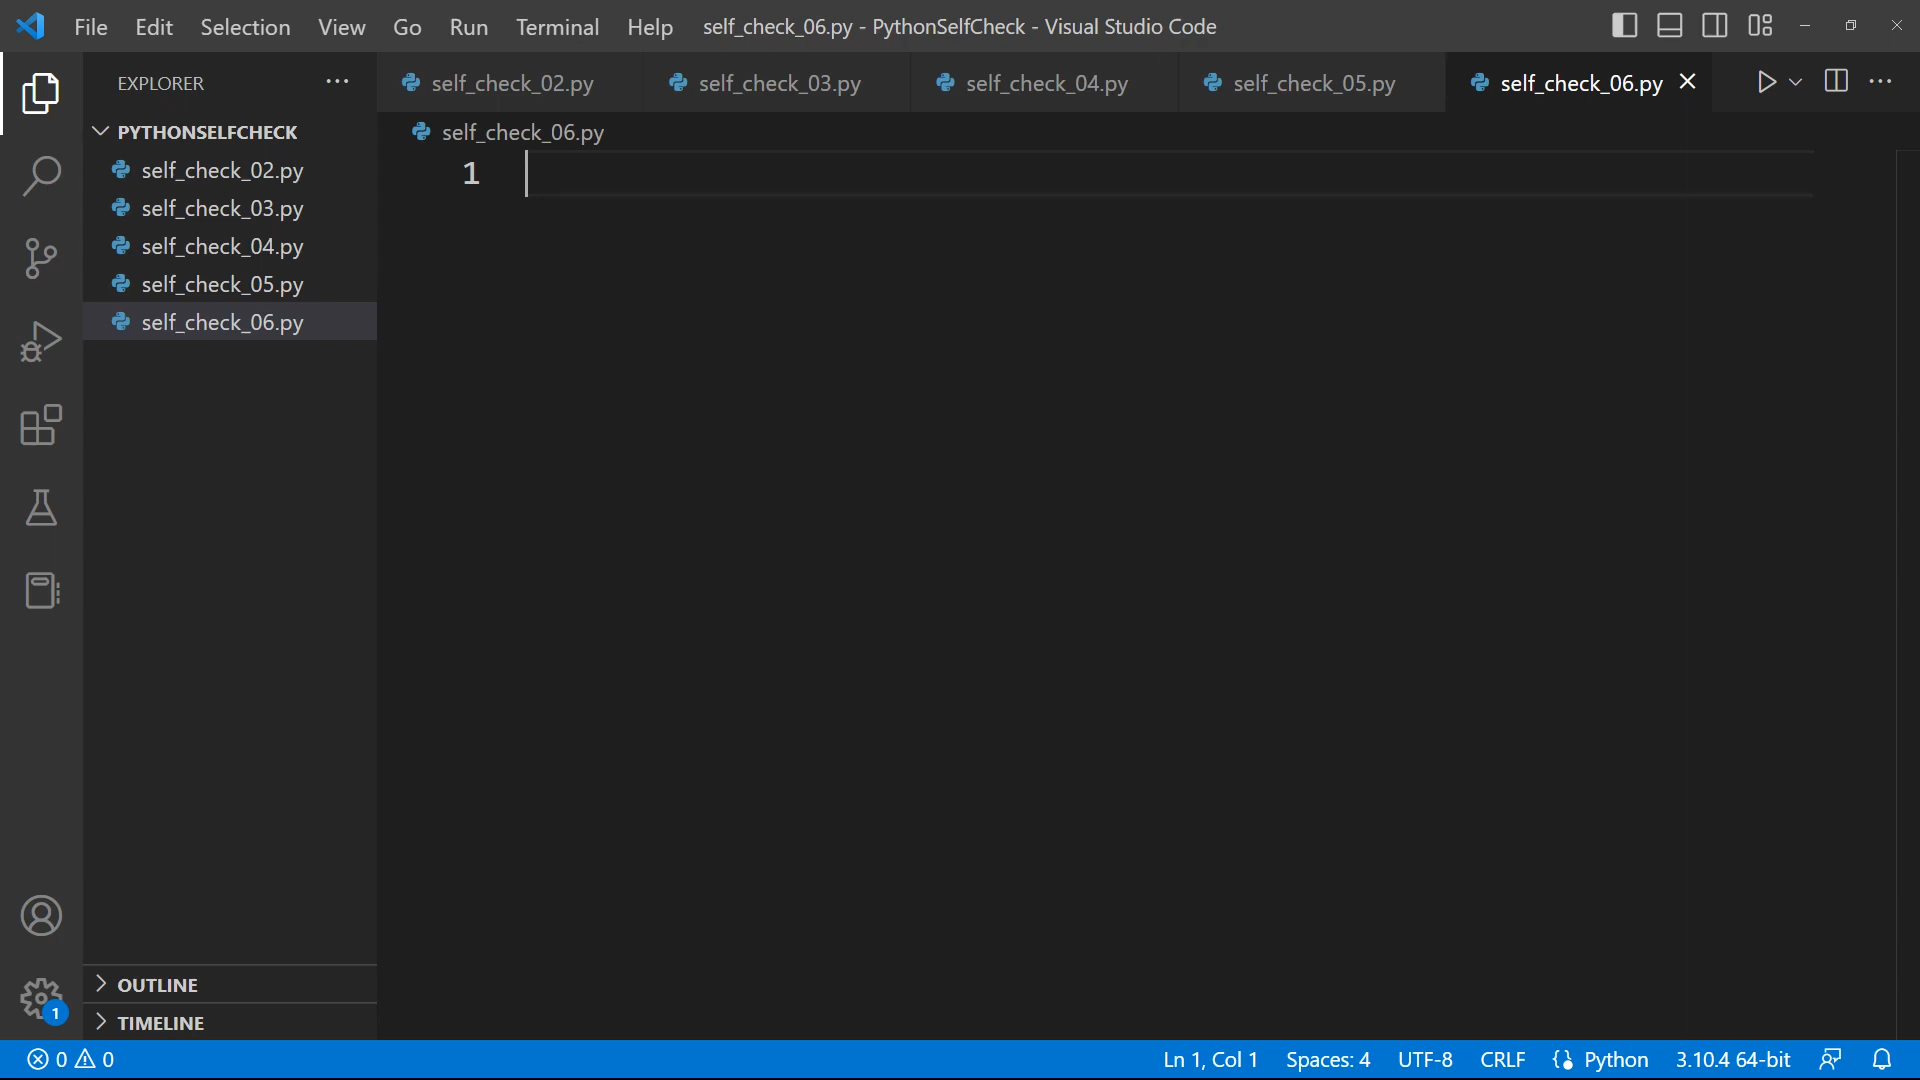 File Edit Selection View Go Run Terminal Help self_check_06.py - PythonSelfCheck - Visual Studio Code
EXPLORER
self_check_02.py self_check_03.py self_check_04.py self_check_05.py self_check_06.py
PYTHONSELFCHECK
self_check_02.py
self_check_03.py
self_check_04.py
self_check_05.py
self_check_06.py
self_check_06.py
1
OUTLINE
TIMELINE
1
0 0 Ln 1, Col 1 Spaces: 4 UTF-8 CRLF {} Python 3.10.4 64-bit